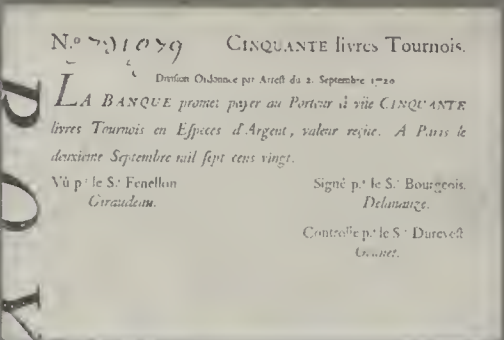 N.º 791079 CINQUANTE livres Tournois.
Division Ordonnée par Arrest du 2. Septembre 1720
LA BANQUE promet payer au Porteur à vüe CINQUANTE
livres Tournois en Especes d'Argent, valeur reçüe. A Paris le
deuxième Septembre mil sept cens vingt.
Vû p.r le S.r Fenellon Signé p.r le S.r Bourgeois.
Giraudeau. Delanauze.
Controllé p.r le S.r Durevest
Granet.